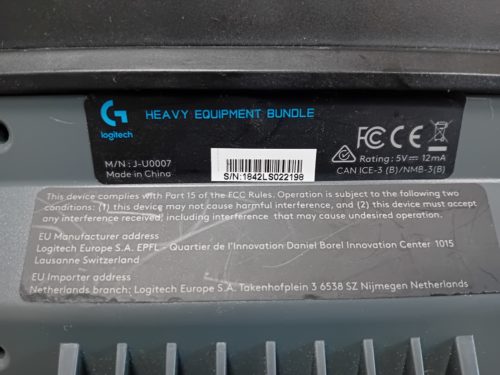 G
logitech
HEAVY EQUIPMENT BUNDLE
M/N : J-U0007
Made in China
S/N:1842LS022198
FC CE
Rating : 5V⎓ 12mA
CAN ICE-3 (B)/NMB-3(B)
This device complies with Part 15 of the FCC Rules. Operation is subject to the following two
conditions: (1) this device may not cause harmful interference, and (2) this device must accept
any interference received, including interference that may cause undesired operation.
EU Manufacturer address
Logitech Europe S.A. EPFL - Quartier de l'Innovation Daniel Borel Innovation Center 1015
Lausanne Switzerland
EU Importer address
Netherlands branch: Logitech Europe S.A. Takenhofplein 3 6538 SZ Nijmegen Netherlands